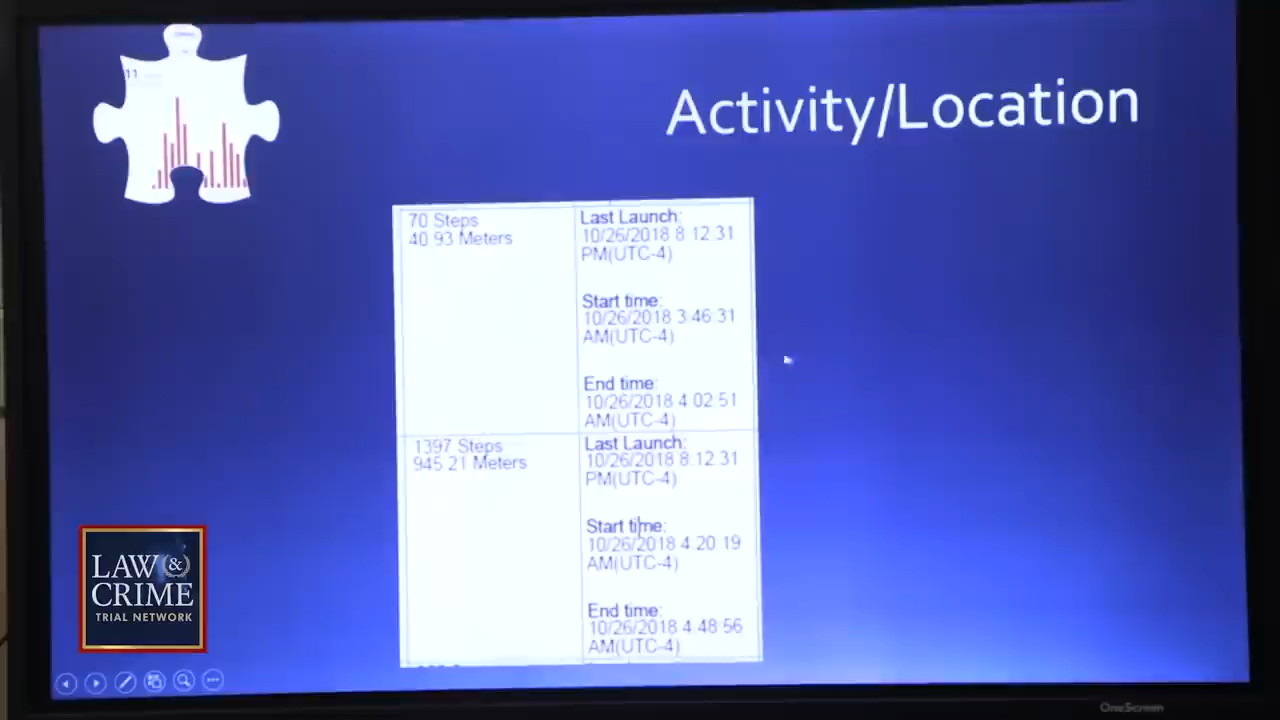 11
Activity/Location
70 Steps
40 93 Meters
Last Launch:
10/26/2018 8 12:31
PM(UTC-4)
Start time:
10/26/2018 3:46:31
AM(UTC-4)
End time:
10/26/2018 4 02:51
AM(UTC-4)
1397 Steps
945 21 Meters
Last Launch:
10/26/2018 8:12:31
PM(UTC-4)
Start time:
10/26/2018 4:20 19
AM(UTC-4)
End time:
10/26/2018 4:48:56
AM(UTC-4)
LAW &
CRIME
TRIAL NETWORK
OneScreen